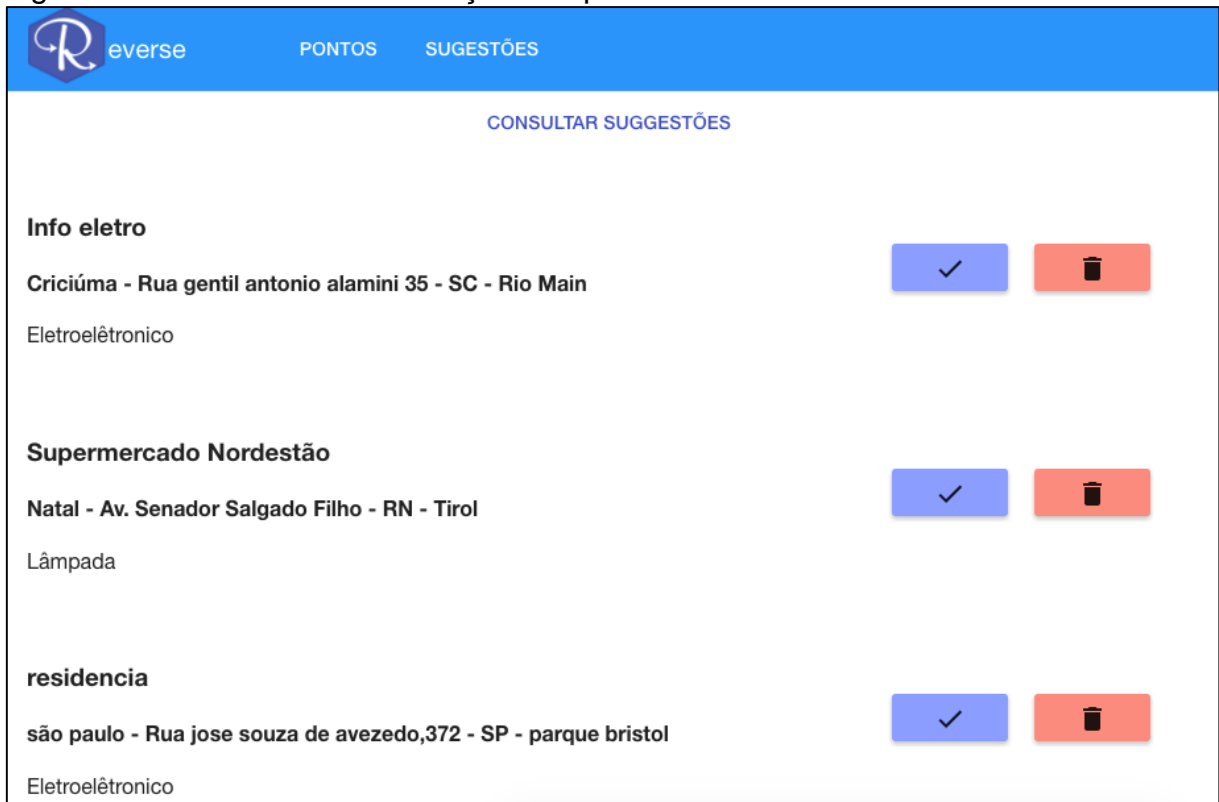 Reverse PONTOS SUGESTÕES
CONSULTAR SUGGESTÕES
Info eletro
Criciúma - Rua gentil antonio alamini 35 - SC - Rio Main
Eletroelêtronico
Supermercado Nordestão
Natal - Av. Senador Salgado Filho - RN - Tirol
Lâmpada
residencia
são paulo - Rua jose souza de avezedo,372 - SP - parque bristol
Eletroelêtronico